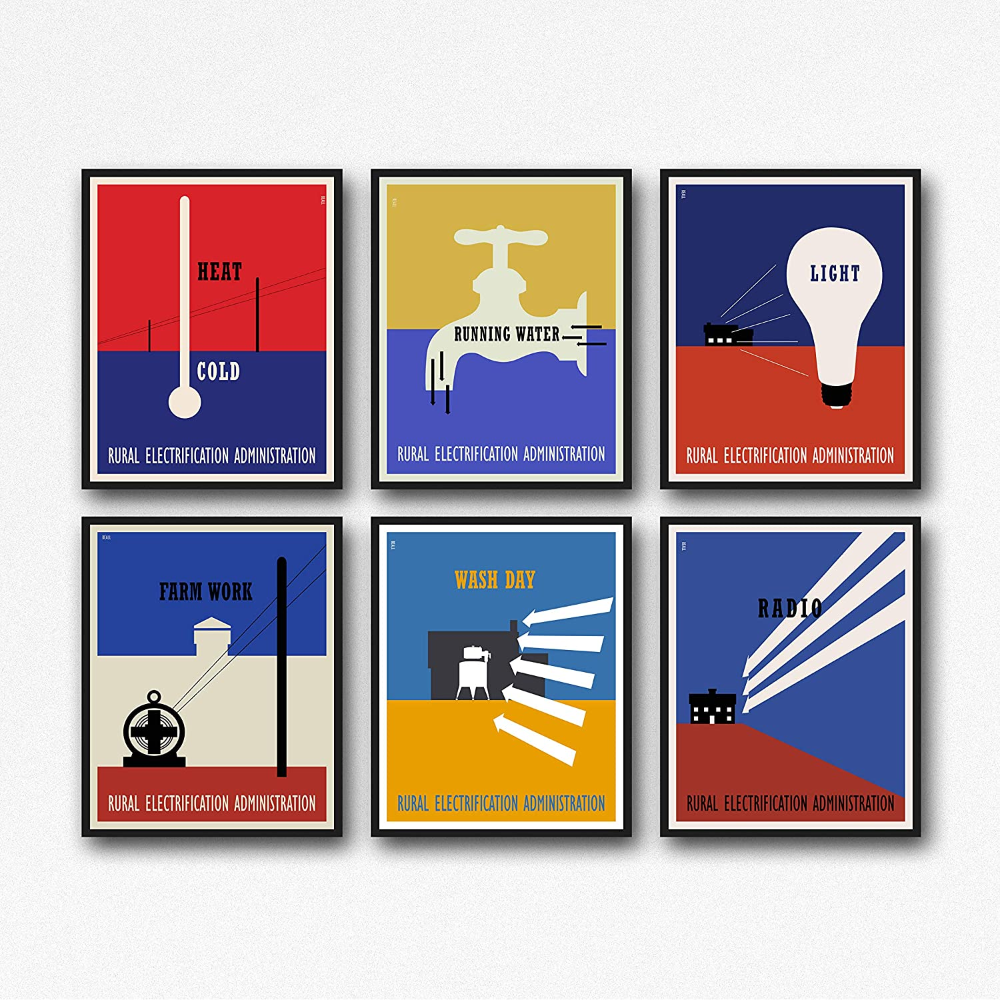 BEALL
HEAT
COLD
RURAL ELECTRIFICATION ADMINISTRATION
BEALL
RUNNING WATER
RURAL ELECTRIFICATION ADMINISTRATION
BEALL
LIGHT
RURAL ELECTRIFICATION ADMINISTRATION
BEALL
FARM WORK
RURAL ELECTRIFICATION ADMINISTRATION
BEALL
WASH DAY
RURAL ELECTRIFICATION ADMINISTRATION
BEALL
RADIO
RURAL ELECTRIFICATION ADMINISTRATION